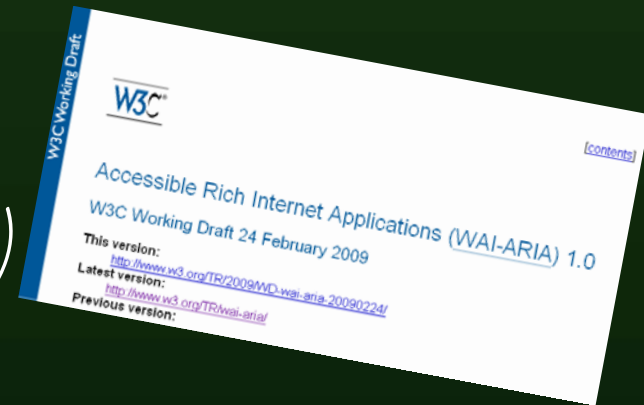 W3C Working Draft
W3C®
[contents]
Accessible Rich Internet Applications (WAI-ARIA) 1.0
W3C Working Draft 24 February 2009
This version:
http://www.w3.org/TR/2009/WD-wai-aria-20090224/
Latest version:
http://www.w3.org/TR/wai-aria/
Previous version: